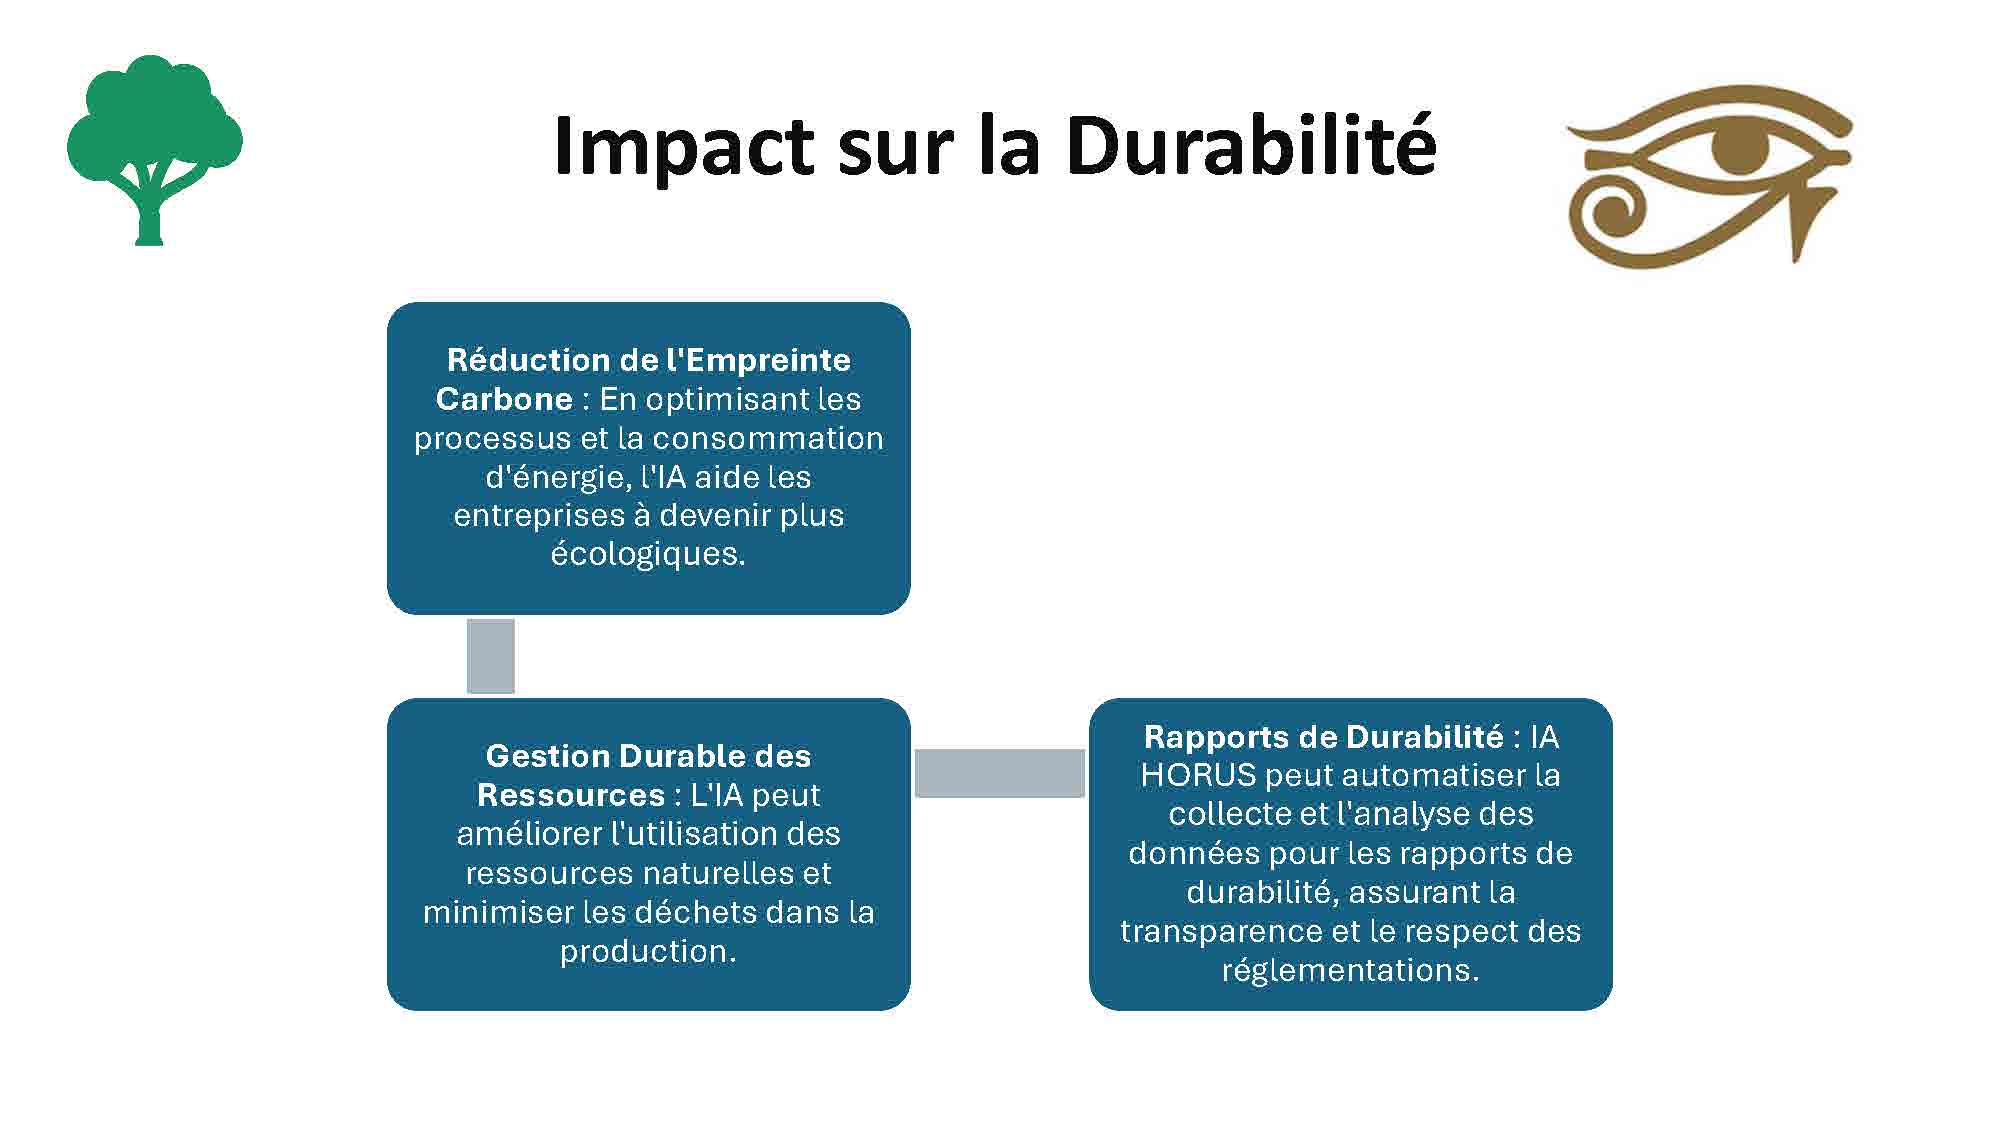 Impact sur la Durabilité
Réduction de l'Empreinte
Carbone : En optimisant les
processus et la consommation
d'énergie, l'IA aide les
entreprises à devenir plus
écologiques.
Gestion Durable des
Ressources : L'IA peut
améliorer l'utilisation des
ressources naturelles et
minimiser les déchets dans la
production.
Rapports de Durabilité : IA
HORUS peut automatiser la
collecte et l'analyse des
données pour les rapports de
durabilité, assurant la
transparence et le respect des
réglementations.